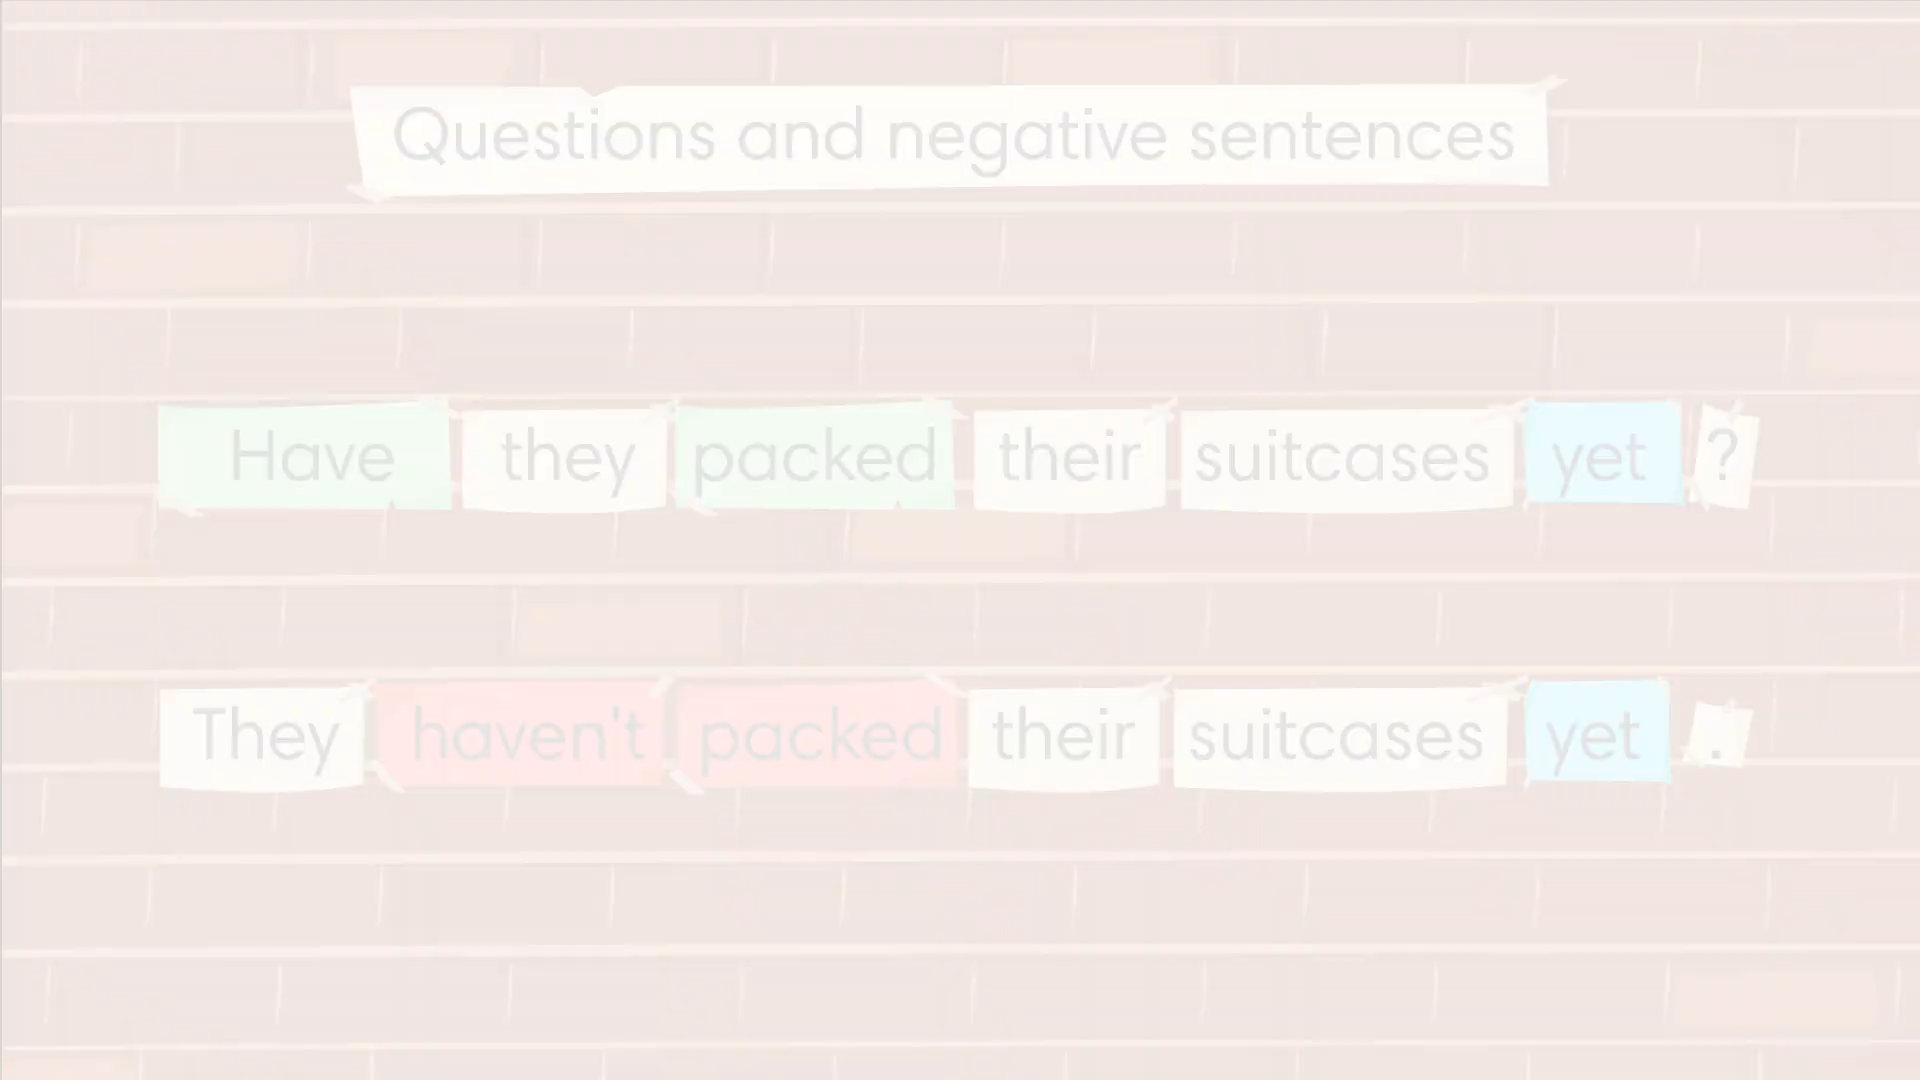 Questions and negative sentences
Have they packed their suitcases yet ?
They haven't packed their suitcases yet .